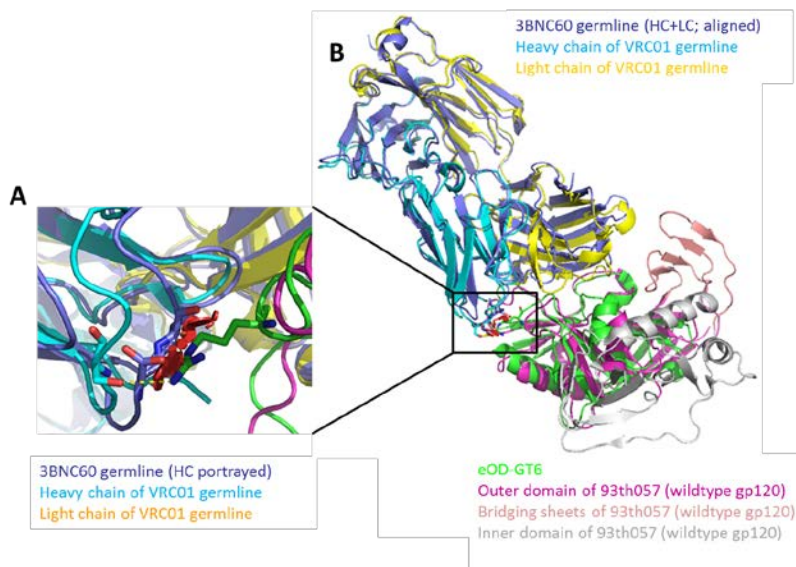 B
3BNC60 germline (HC+LC; aligned)
Heavy chain of VRC01 germline
Light chain of VRC01 germline
A
3BNC60 germline (HC portrayed)
Heavy chain of VRC01 germline
Light chain of VRC01 germline
eOD-GT6
Outer domain of 93th057 (wildtype gp120)
Bridging sheets of 93th057 (wildtype gp120)
Inner domain of 93th057 (wildtype gp120)